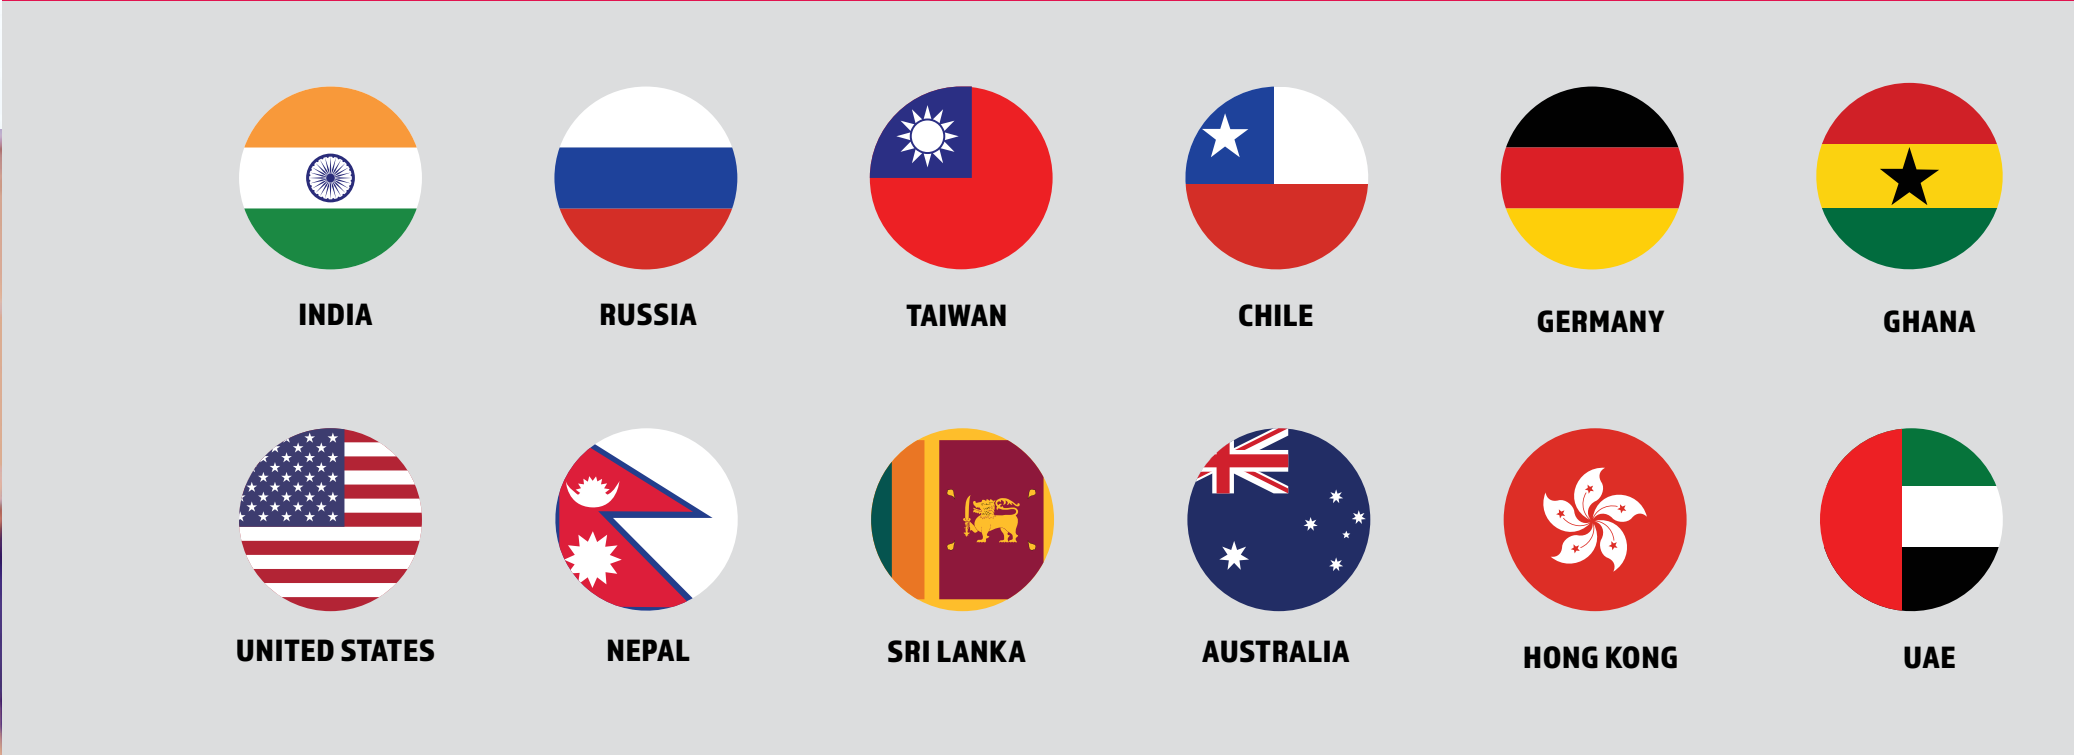 INDIA
RUSSIA
TAIWAN
CHILE
GERMANY
GHANA
UNITED STATES
NEPAL
SRI LANKA
AUSTRALIA
HONG KONG
UAE